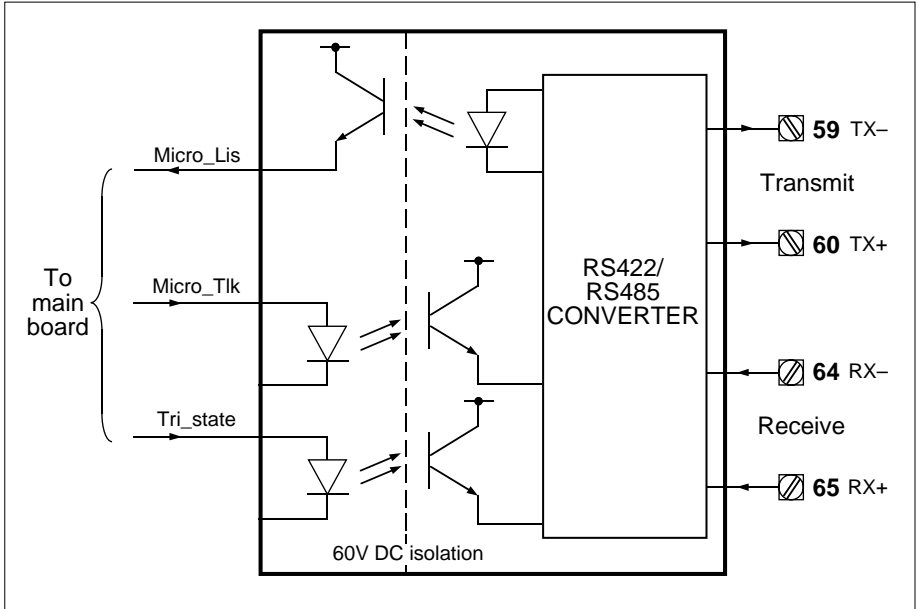 Micro_Lis
To
main
board
Micro_Tlk
Tri_state
60V DC isolation
RS422/
RS485
CONVERTER
59 TX–
Transmit
60 TX+
64 RX–
Receive
65 RX+